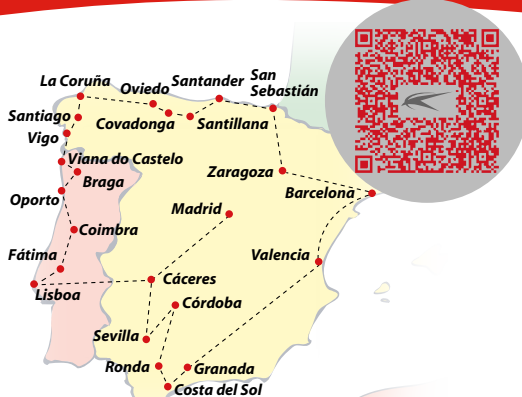 La Coruña
Oviedo
Santander
San
Sebastián
Santiago
Covadonga
Santillana
Vigo
Viana do Castelo
Braga
Zaragoza
Barcelona
Oporto
Madrid
Coimbra
Fátima
Valencia
Cáceres
Lisboa
Córdoba
Sevilla
Ronda
Granada
Costa del Sol